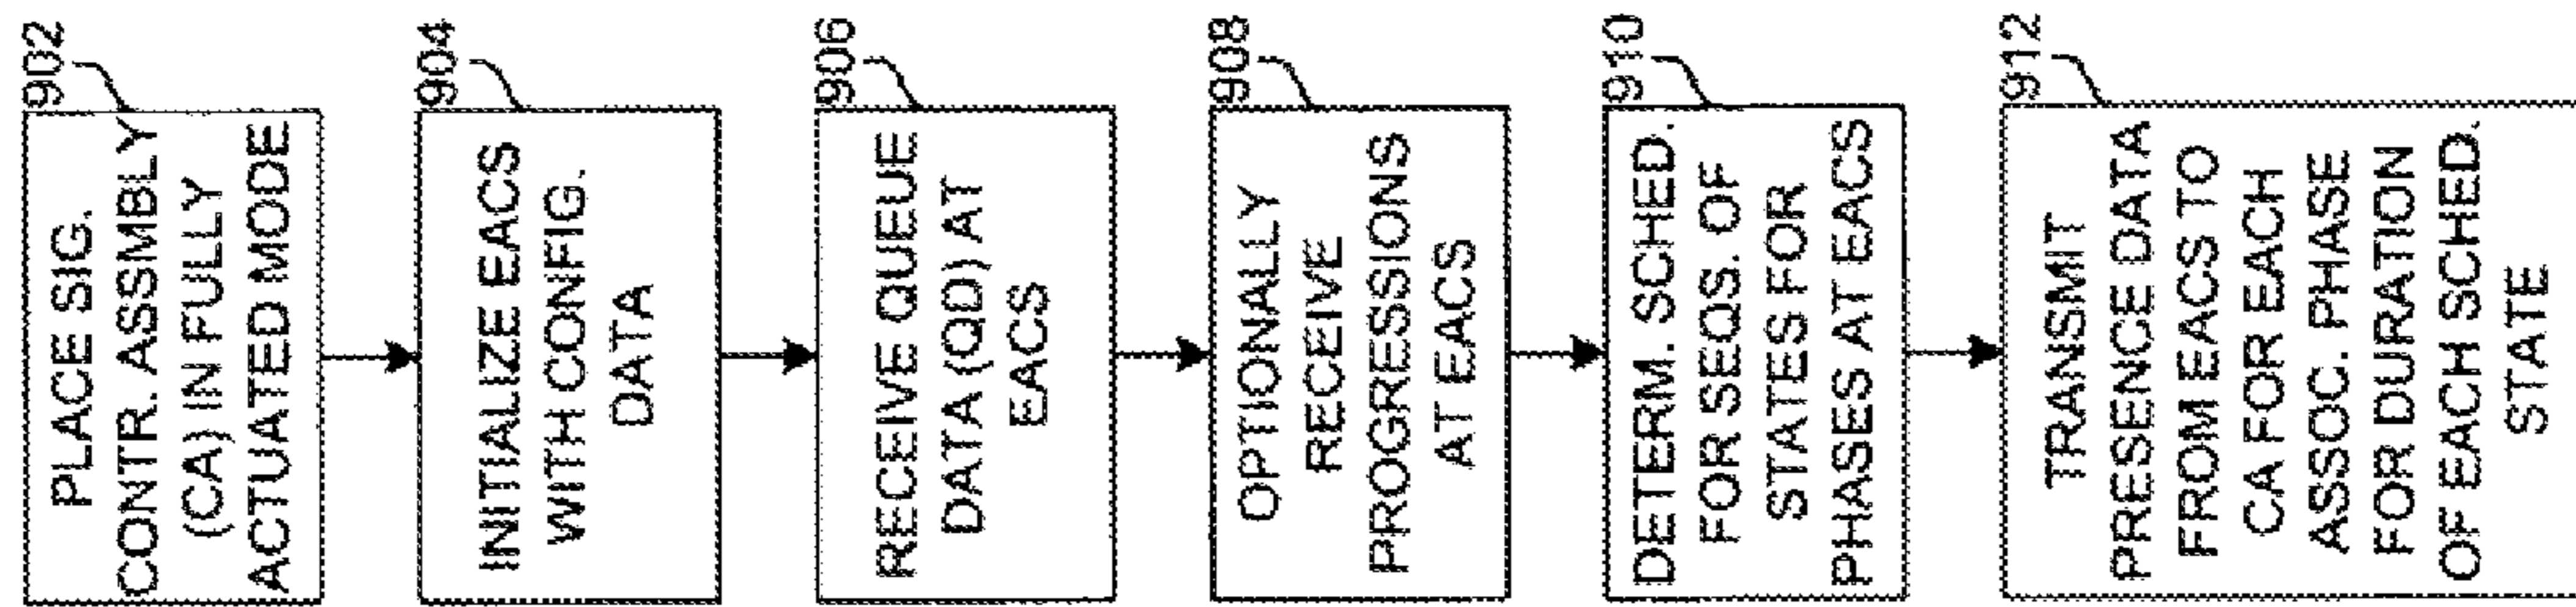 902
PLACE SIG.
CONTR. ASSMBLY
(CA) IN FULLY
ACTUATED MODE
904
INITIALIZE EACS
WITH CONFIG.
DATA
906
RECEIVE QUEUE
DATA (QD) AT
EACS
908
OPTIONALLY
RECEIVE
PROGRESSIONS
AT EACS
910
DETERM. SCHED.
FOR SEQS. OF
STATES FOR
PHASES AT EACS
912
TRANSMIT
PRESENCE DATA
FROM EACS TO
CA FOR EACH
ASSOC. PHASE
FOR DURATION
OF EACH SCHED.
STATE